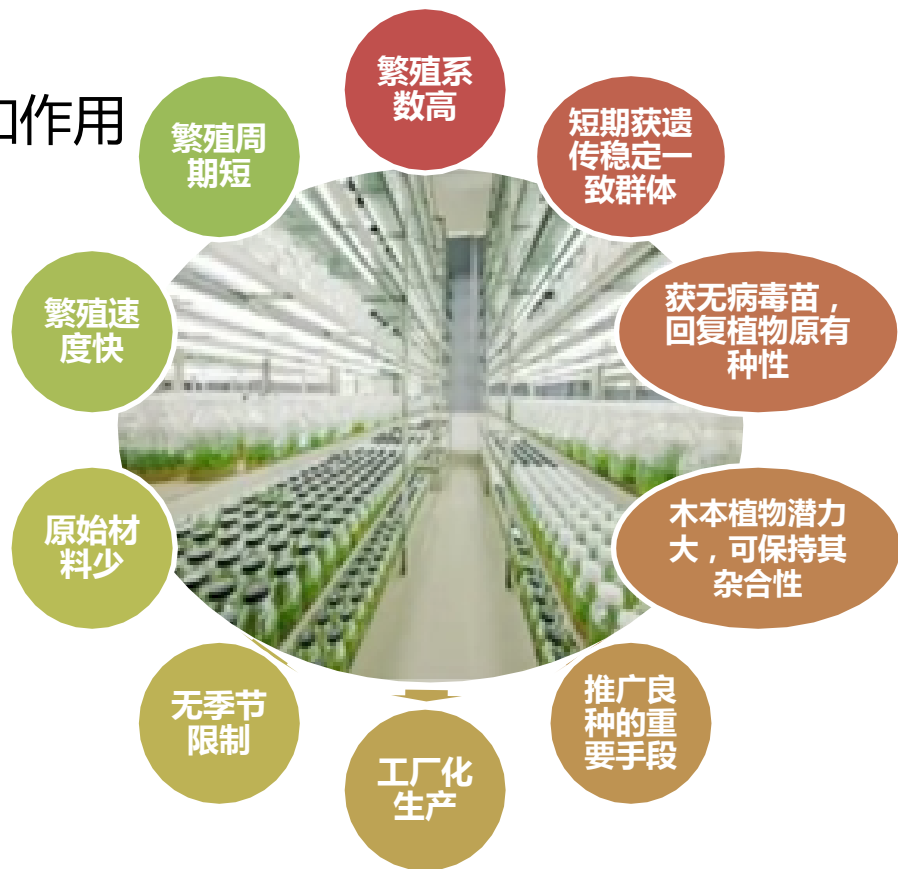 和作用
繁殖系
数高
短期获遗
传稳定一
致群体
获无病毒苗，
回复植物原有
种性
木本植物潜力
大，可保持其
杂合性
推广良
种的重
要手段
工厂化
生产
无季节
限制
原始材
料少
繁殖速
度快
繁殖周
期短